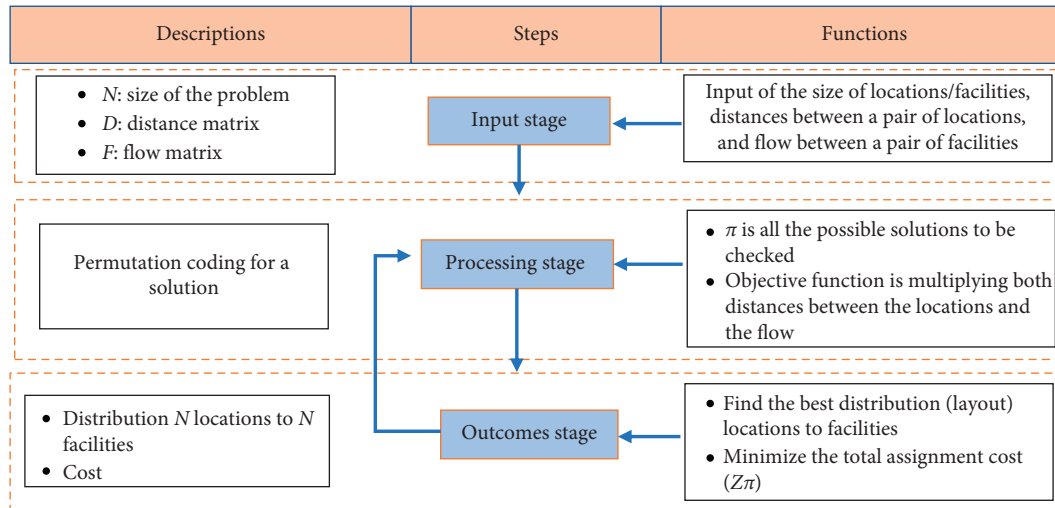 Descriptions
Steps
Functions
• N: size of the problem
• D: distance matrix
• F: flow matrix
Input stage
Input of the size of locations/facilities,
distances between a pair of locations,
and flow between a pair of facilities
Permutation coding for a
solution
Processing stage
• π is all the possible solutions to be
checked
• Objective function is multiplying both
distances between the locations and
the flow
• Distribution N locations to N
facilities
• Cost
Outcomes stage
• Find the best distribution (layout)
locations to facilities
• Minimize the total assignment cost
(Zπ)